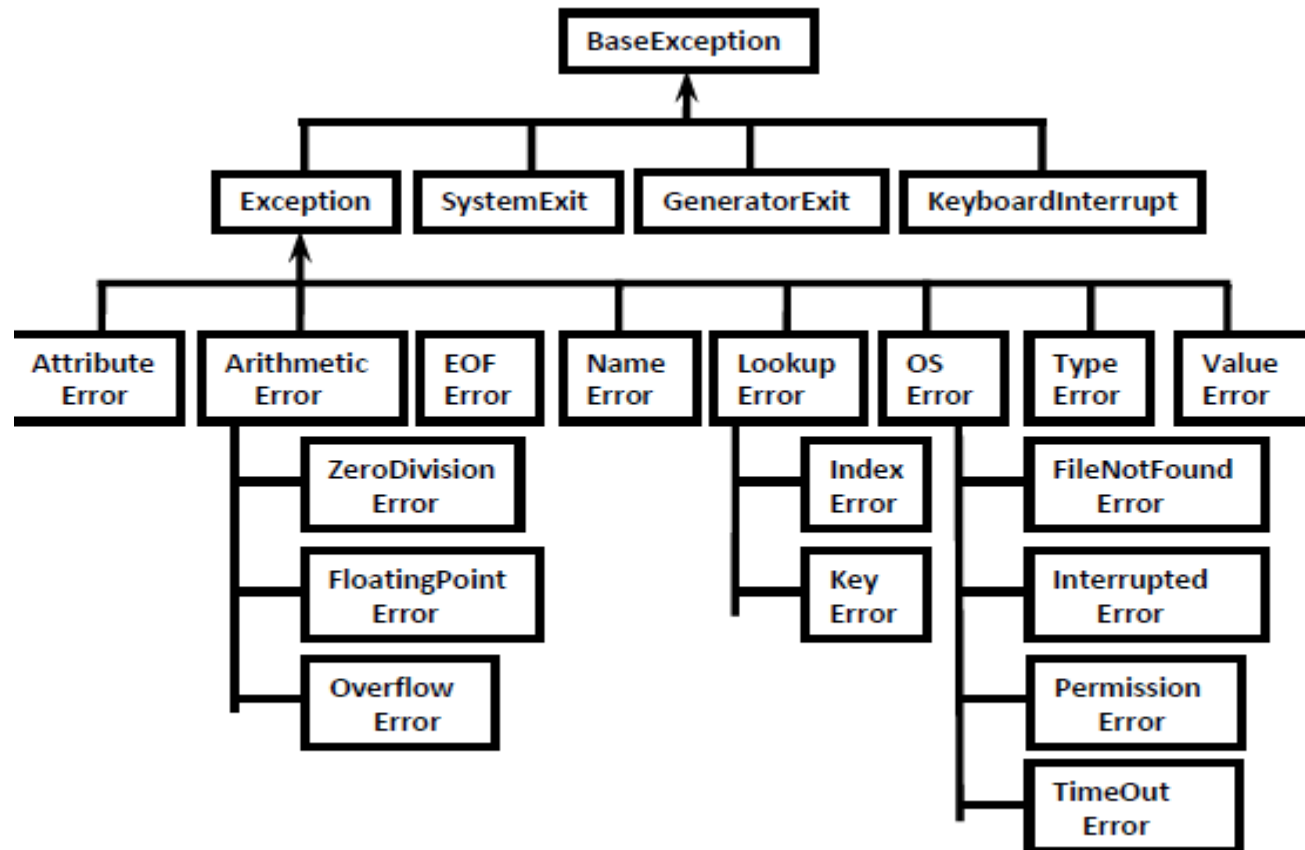 BaseException
Exception
SystemExit
GeneratorExit
KeyboardInterrupt
Attribute
Error
Arithmetic
Error
EOF
Error
Name
Error
Lookup
Error
OS
Error
Type
Error
Value
Error
ZeroDivision
Error
FloatingPoint
Error
Overflow
Error
Index
Error
Key
Error
FileNotFound
Error
Interrupted
Error
Permission
Error
TimeOut
Error